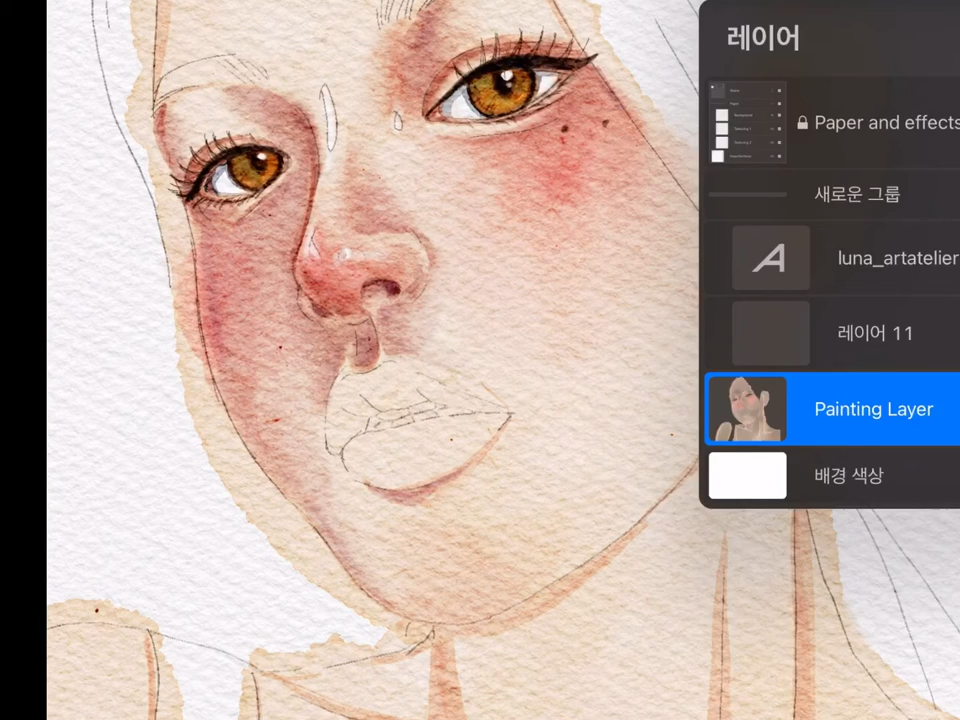 레이어
Paper and effects
새로운 그룹
luna_artatelier
레이어 11
Painting Layer
배경 색상